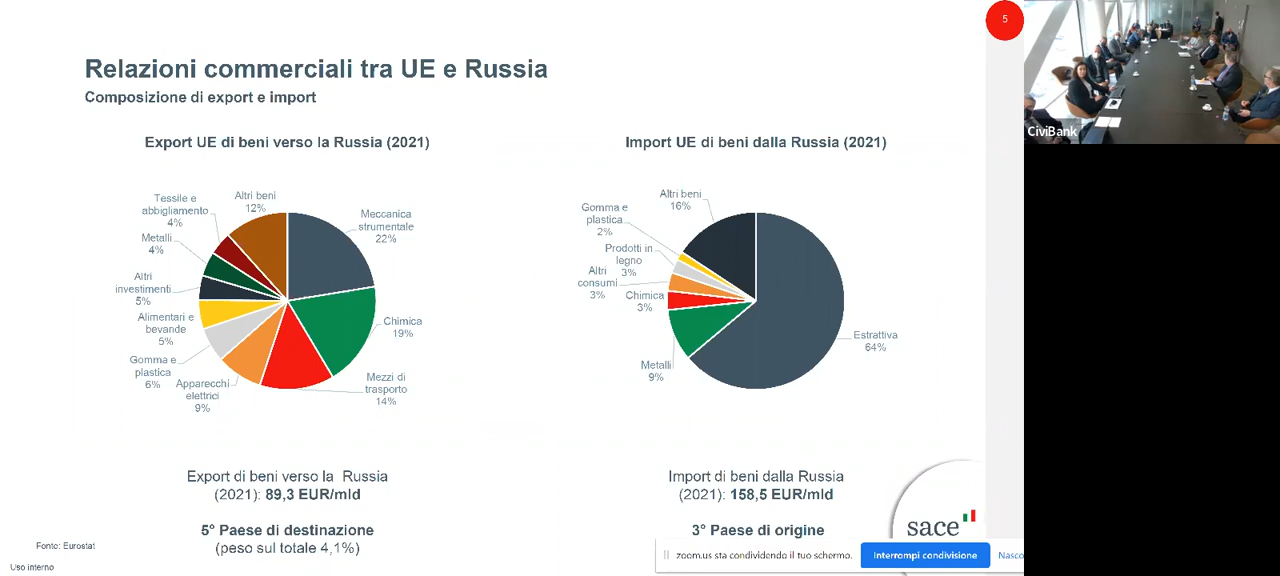 5
Relazioni commerciali tra UE e Russia
Composizione di export e import
Export UE di beni verso la Russia (2021)
Tessile e
abbigliamento
4%
Altri beni
12%
Meccanica
strumentale
22%
Metalli
4%
Altri
investimenti
5%
Alimentari e
bevande
5%
Gomma e
plastica
6%
Apparecchi
elettrici
9%
Chimica
19%
Mezzi di
trasporto
14%
Import UE di beni dalla Russia (2021)
Altri beni
16%
Gomma e
plastica
2%
Prodotti in
legno
3%
Altri
consumi
3%
Chimica
3%
Metalli
9%
Estrattiva
64%
Export di beni verso la Russia
(2021): 89,3 EUR/mld
5° Paese di destinazione
(peso sul totale 4,1%)
Import di beni dalla Russia
(2021): 158,5 EUR/mld
3° Paese di origine
sace
Fonte: Eurostat
Uso interno
zoom.us sta condividendo il tuo schermo.
Interrompi condivisione
Nasco
CiviBank